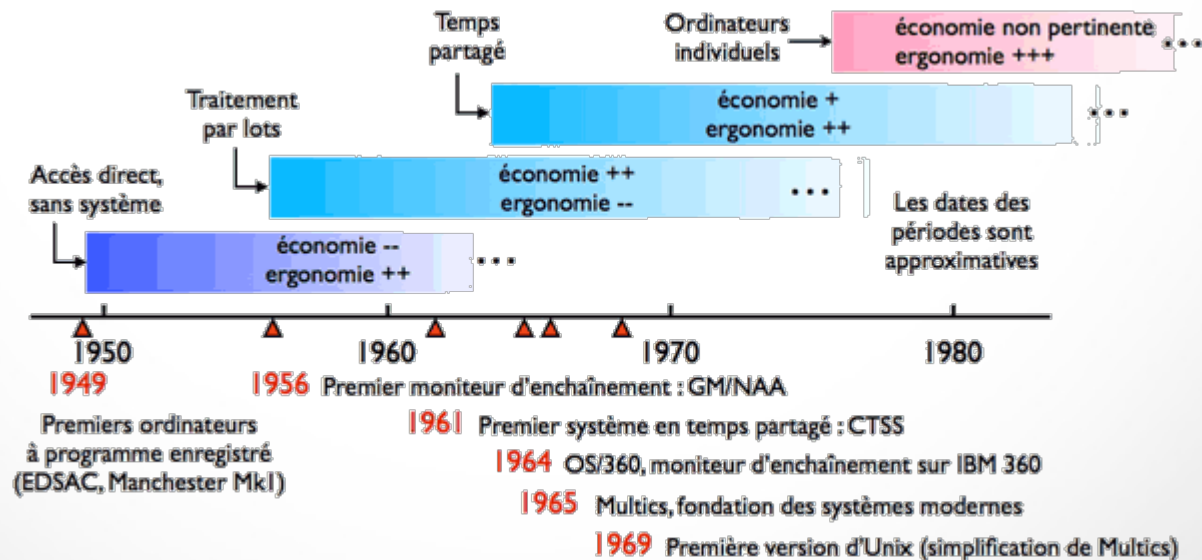 Temps
partagé
Ordinateurs
individuels
économie non pertinente
ergonomie +++
...
Traitement
par lots
économie +
ergonomie ++
...
Accès direct,
sans système
économie ++
ergonomie --
...
Les dates des
périodes sont
approximatives
économie --
ergonomie ++
...
1950
1960
1970
1980
1949
Premiers ordinateurs
à programme enregistré
(EDSAC, Manchester Mk1)
1956 Premier moniteur d'enchaînement : GM/NAA
1961 Premier système en temps partagé : CTSS
1964 OS/360, moniteur d'enchaînement sur IBM 360
1965 Multics, fondation des systèmes modernes
1969 Première version d'Unix (simplification de Multics)